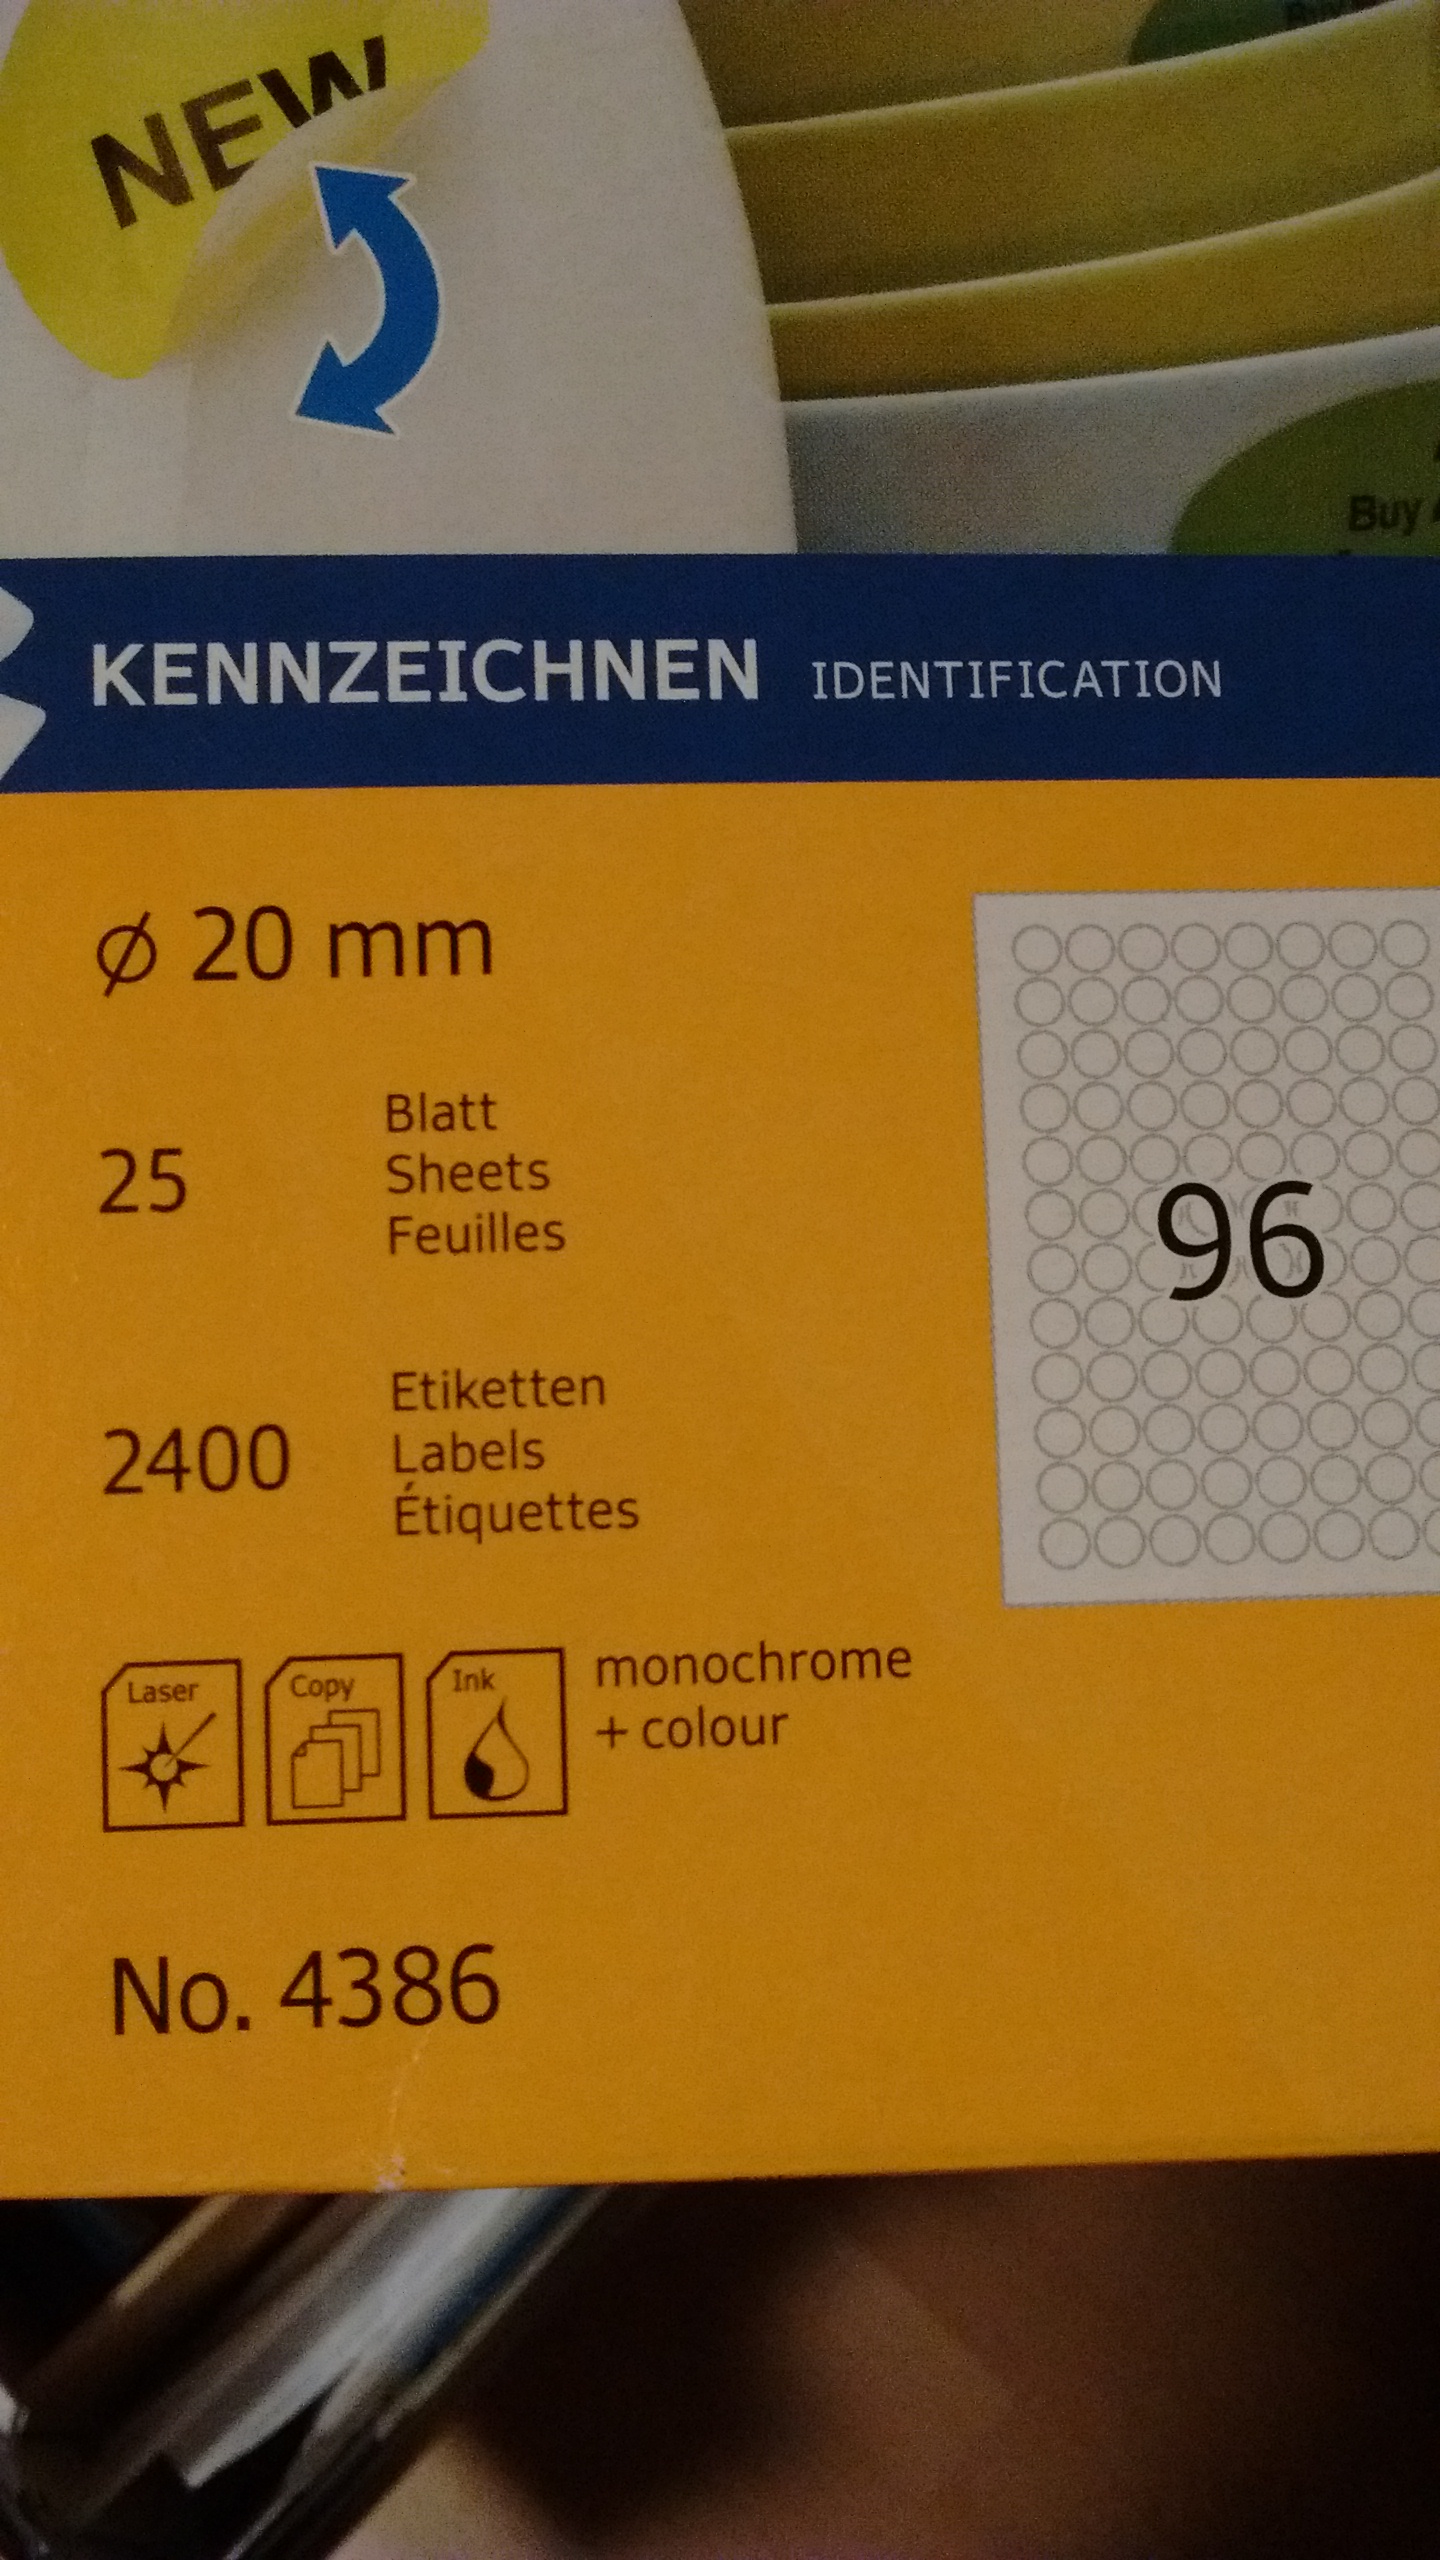 NEW
Buy
KENNZEICHNEN IDENTIFICATION
ø 20 mm
25
Blatt
Sheets
Feuilles
96
2400
Etiketten
Labels
Étiquettes
Laser
Copy
Ink
monochrome
+ colour
No. 4386